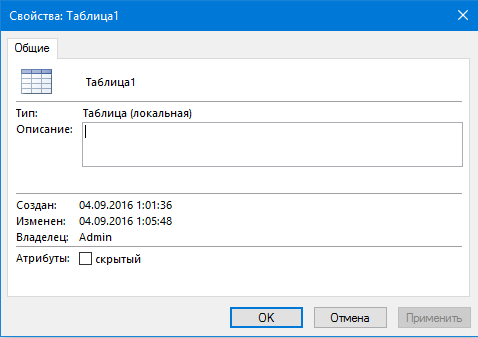 Свойства: Таблица1
Общие
Таблица1
Тип: Таблица (локальная)
Описание:
Создан: 04.09.2016 1:01:36
Изменен: 04.09.2016 1:05:48
Владелец: Admin
Атрибуты: скрытый
OK Отмена Применить